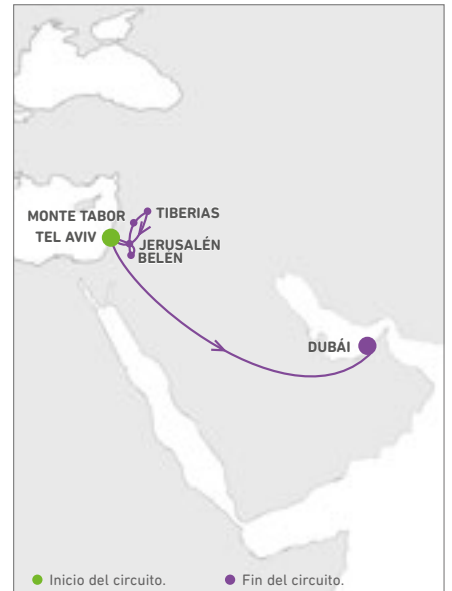 MONTE TABOR
TIBERIAS
TEL AVIV
JERUSALÉN
BELÉN
DUBÁI
Inicio del circuito.
Fin del circuito.